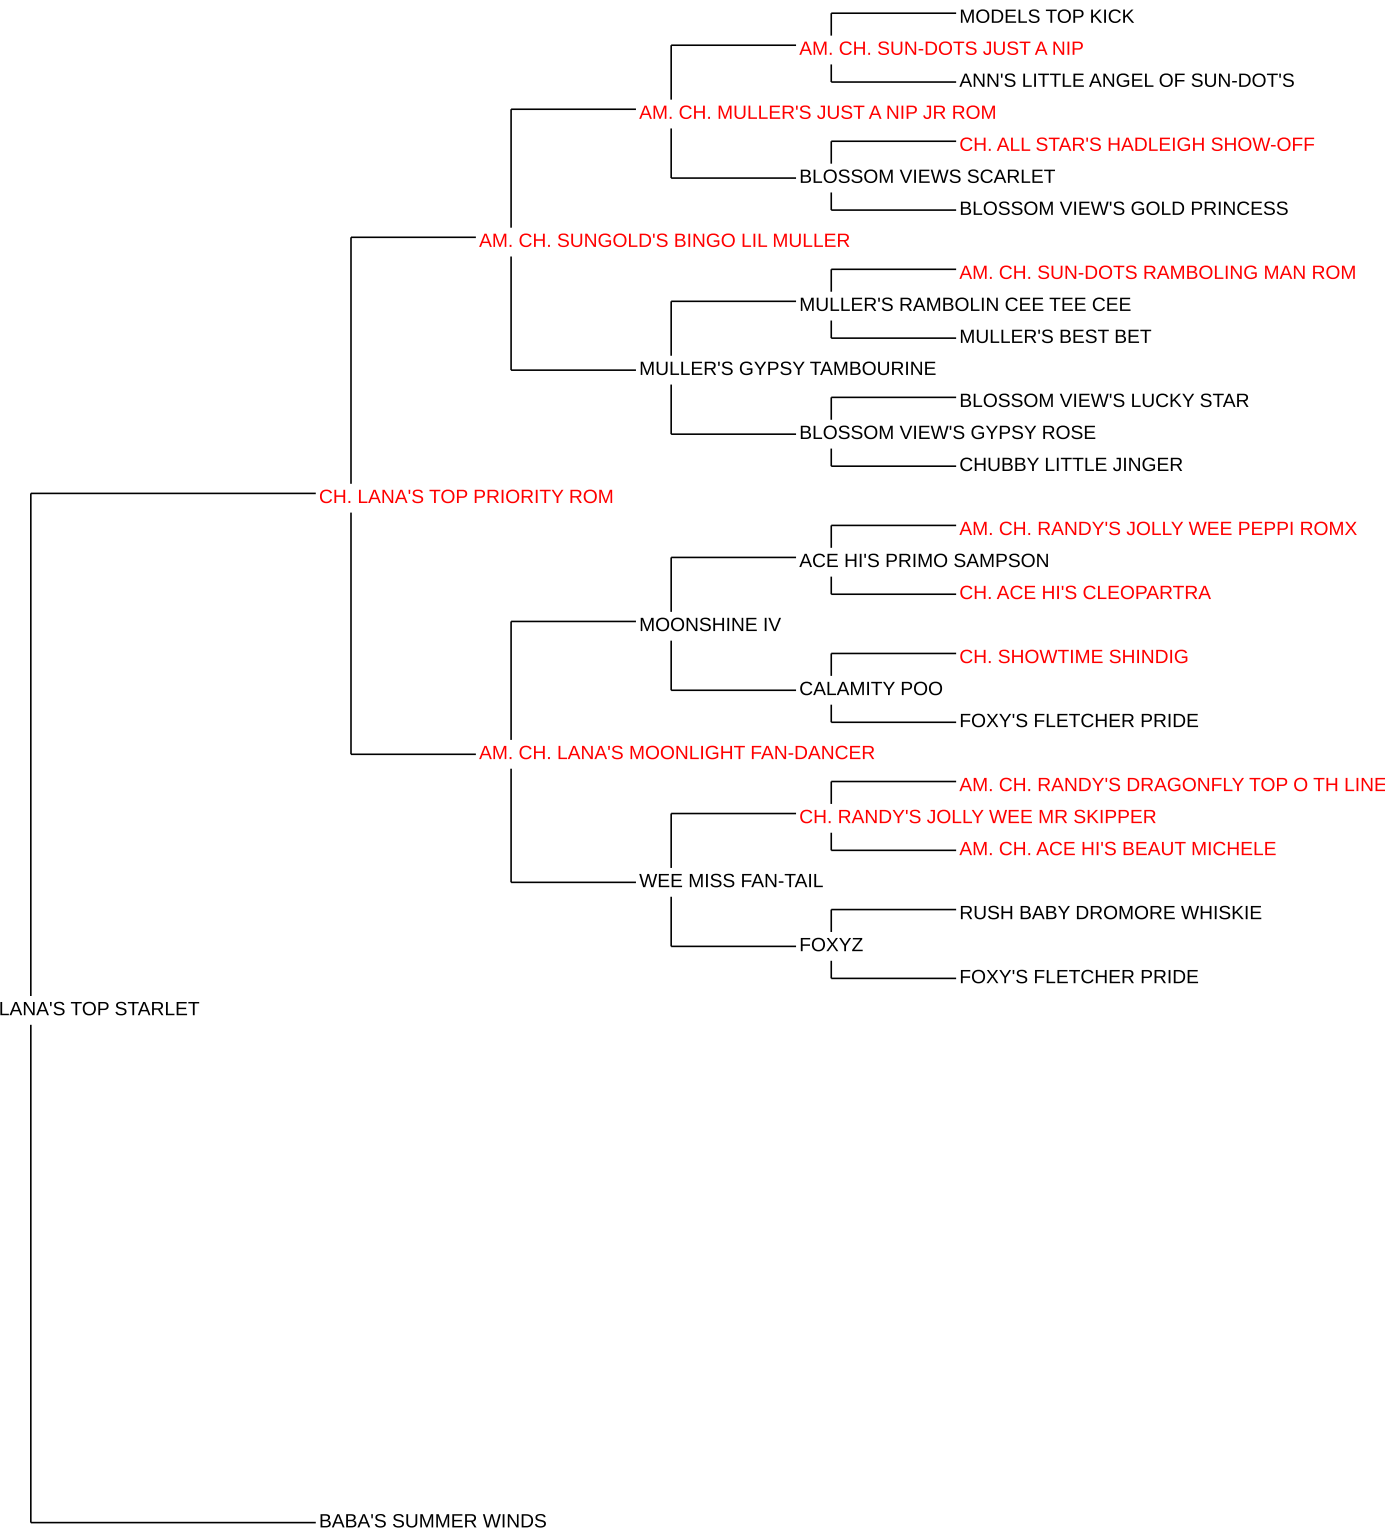 MODELS TOP KICK
AM. CH. SUN-DOTS JUST A NIP
ANN'S LITTLE ANGEL OF SUN-DOT'S
AM. CH. MULLER'S JUST A NIP JR ROM
CH. ALL STAR'S HADLEIGH SHOW-OFF
BLOSSOM VIEWS SCARLET
BLOSSOM VIEW'S GOLD PRINCESS
AM. CH. SUNGOLD'S BINGO LIL MULLER
AM. CH. SUN-DOTS RAMBOLING MAN ROM
MULLER'S RAMBOLIN CEE TEE CEE
MULLER'S BEST BET
MULLER'S GYPSY TAMBOURINE
BLOSSOM VIEW'S LUCKY STAR
BLOSSOM VIEW'S GYPSY ROSE
CHUBBY LITTLE JINGER
CH. LANA'S TOP PRIORITY ROM
AM. CH. RANDY'S JOLLY WEE PEPPI ROMX
ACE HI'S PRIMO SAMPSON
CH. ACE HI'S CLEOPARTRA
MOONSHINE IV
CH. SHOWTIME SHINDIG
CALAMITY POO
FOXY'S FLETCHER PRIDE
AM. CH. LANA'S MOONLIGHT FAN-DANCER
AM. CH. RANDY'S DRAGONFLY TOP O TH LINE
CH. RANDY'S JOLLY WEE MR SKIPPER
AM. CH. ACE HI'S BEAUT MICHELE
WEE MISS FAN-TAIL
RUSH BABY DROMORE WHISKIE
FOXYZ
FOXY'S FLETCHER PRIDE
LANA'S TOP STARLET
BABA'S SUMMER WINDS